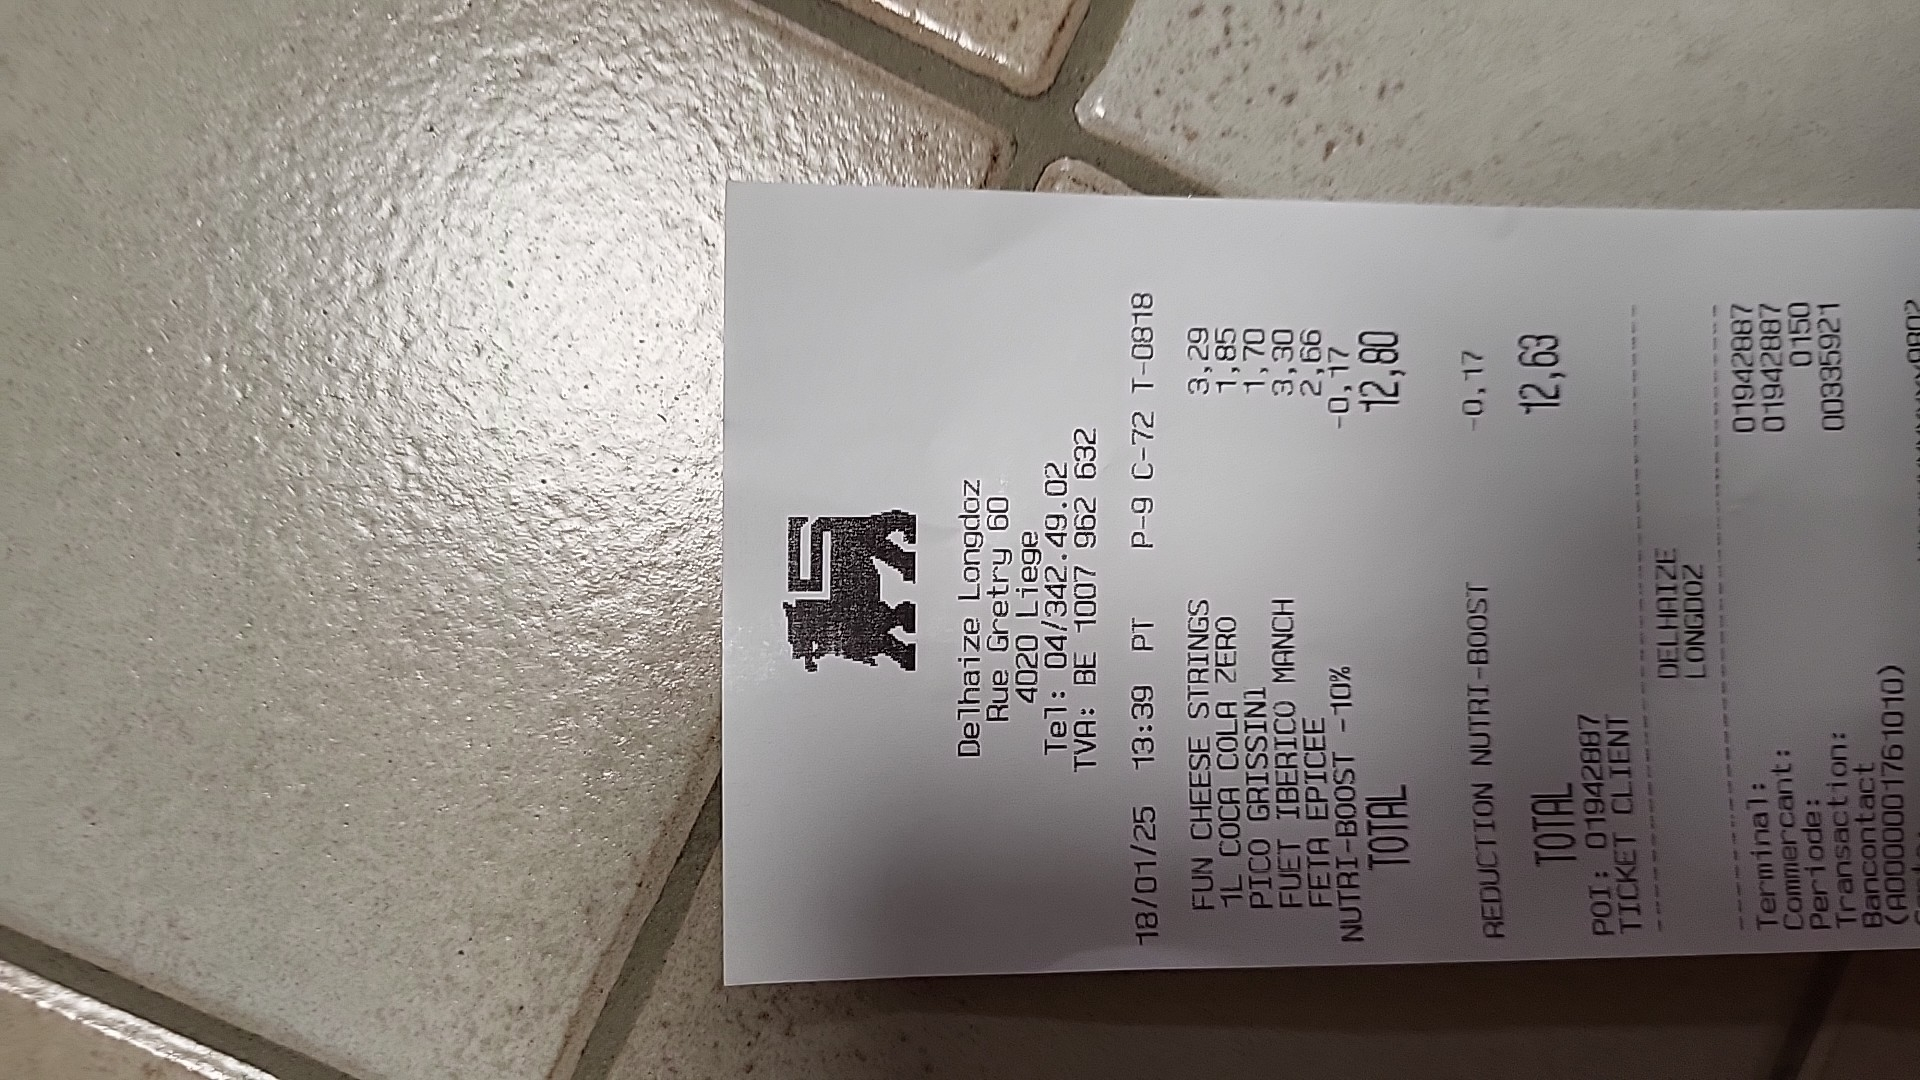 Delhaize Longdoz
Rue Gretry 60
4020 Liege
Tel: 04/342.49.02
TVA: BE 1007 962 632
18/01/25 13:39 PT P-9 C-72 T-0818
FUN CHEESE STRINGS 3,29
1L COCA COLA ZERO 1,85
PICO GRISSINI 1,70
FUET IBERICO MANCH 3,30
FETA EPICEE 2,66
NUTRI-BOOST -10% -0,17
TOTAL 12,80
REDUCTION NUTRI-BOOST -0,17
TOTAL 12,63
POI: 01942887
TICKET CLIENT
DELHAIZE
LONGDOZ
Terminal: 01942887
Commercant: 01942887
Periode: 0150
Transaction: 00335921
Bancontact
(A0000001761010)